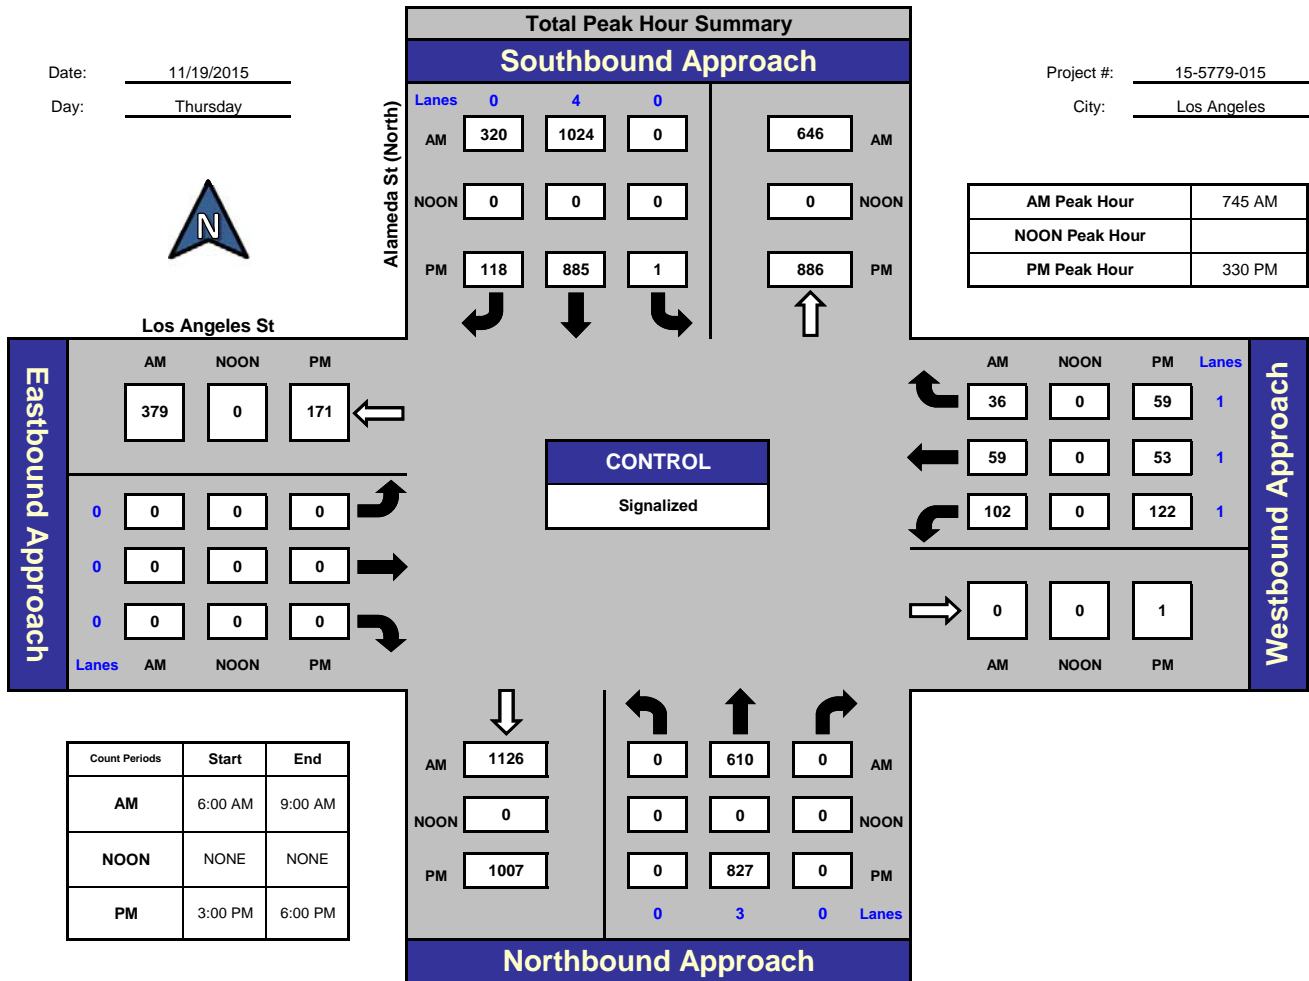 Total Peak Hour Summary
Southbound Approach
Date: 11/19/2015
Day: Thursday
Project #: 15-5779-015
City: Los Angeles
N
Alameda St (North)
Lanes 0 4 0
AM 320 1024 0 646 AM
NOON 0 0 0 0 NOON
PM 118 885 1 886 PM
AM Peak Hour 745 AM
NOON Peak Hour
PM Peak Hour 330 PM
Los Angeles St
Eastbound Approach
AM NOON PM
379 0 171
0 0 0 0
0 0 0 0
0 0 0 0
Lanes AM NOON PM
CONTROL
Signalized
AM NOON PM Lanes
36 0 59 1
59 0 53 1
102 0 122 1
0 0 1
AM NOON PM
Westbound Approach
Count Periods Start End
AM 6:00 AM 9:00 AM
NOON NONE NONE
PM 3:00 PM 6:00 PM
AM 1126 0 610 0 AM
NOON 0 0 0 0 NOON
PM 1007 0 827 0 PM
0 3 0 Lanes
Northbound Approach